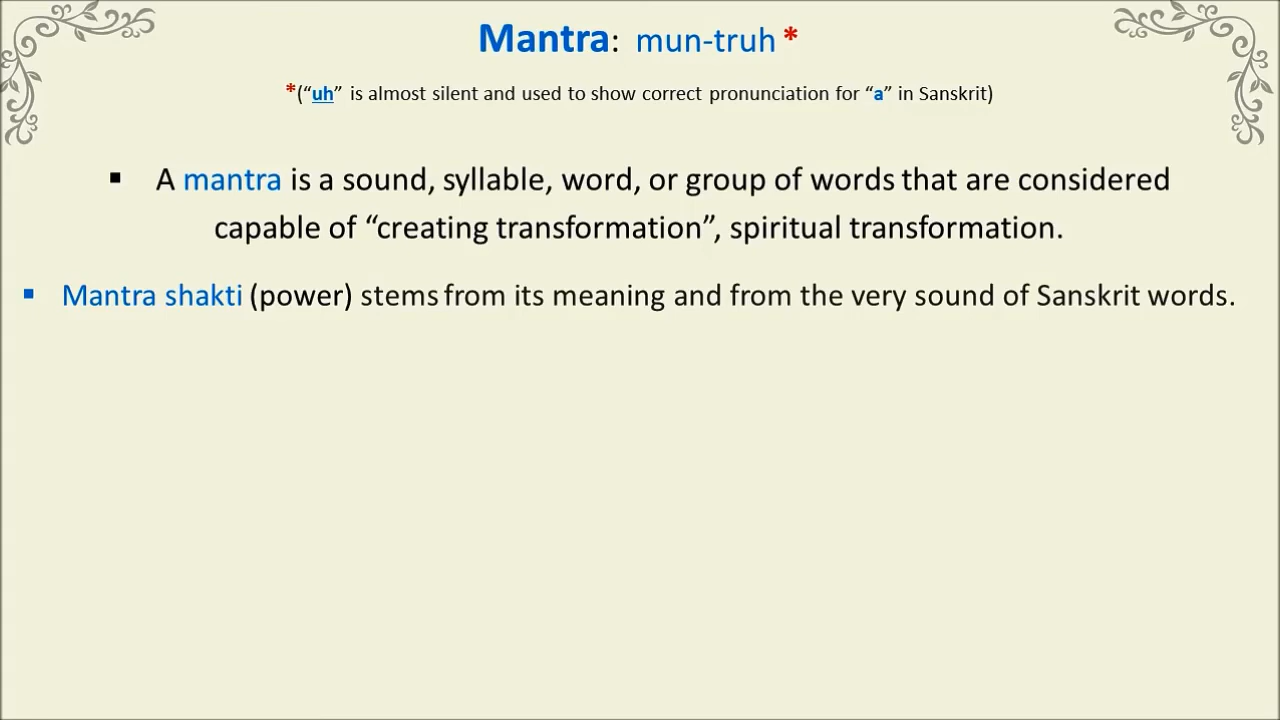 Mantra: mun-truh *
*(“uh” is almost silent and used to show correct pronunciation for “a” in Sanskrit)
▪ A mantra is a sound, syllable, word, or group of words that are considered
capable of “creating transformation”, spiritual transformation.
▪ Mantra shakti (power) stems from its meaning and from the very sound of Sanskrit words.